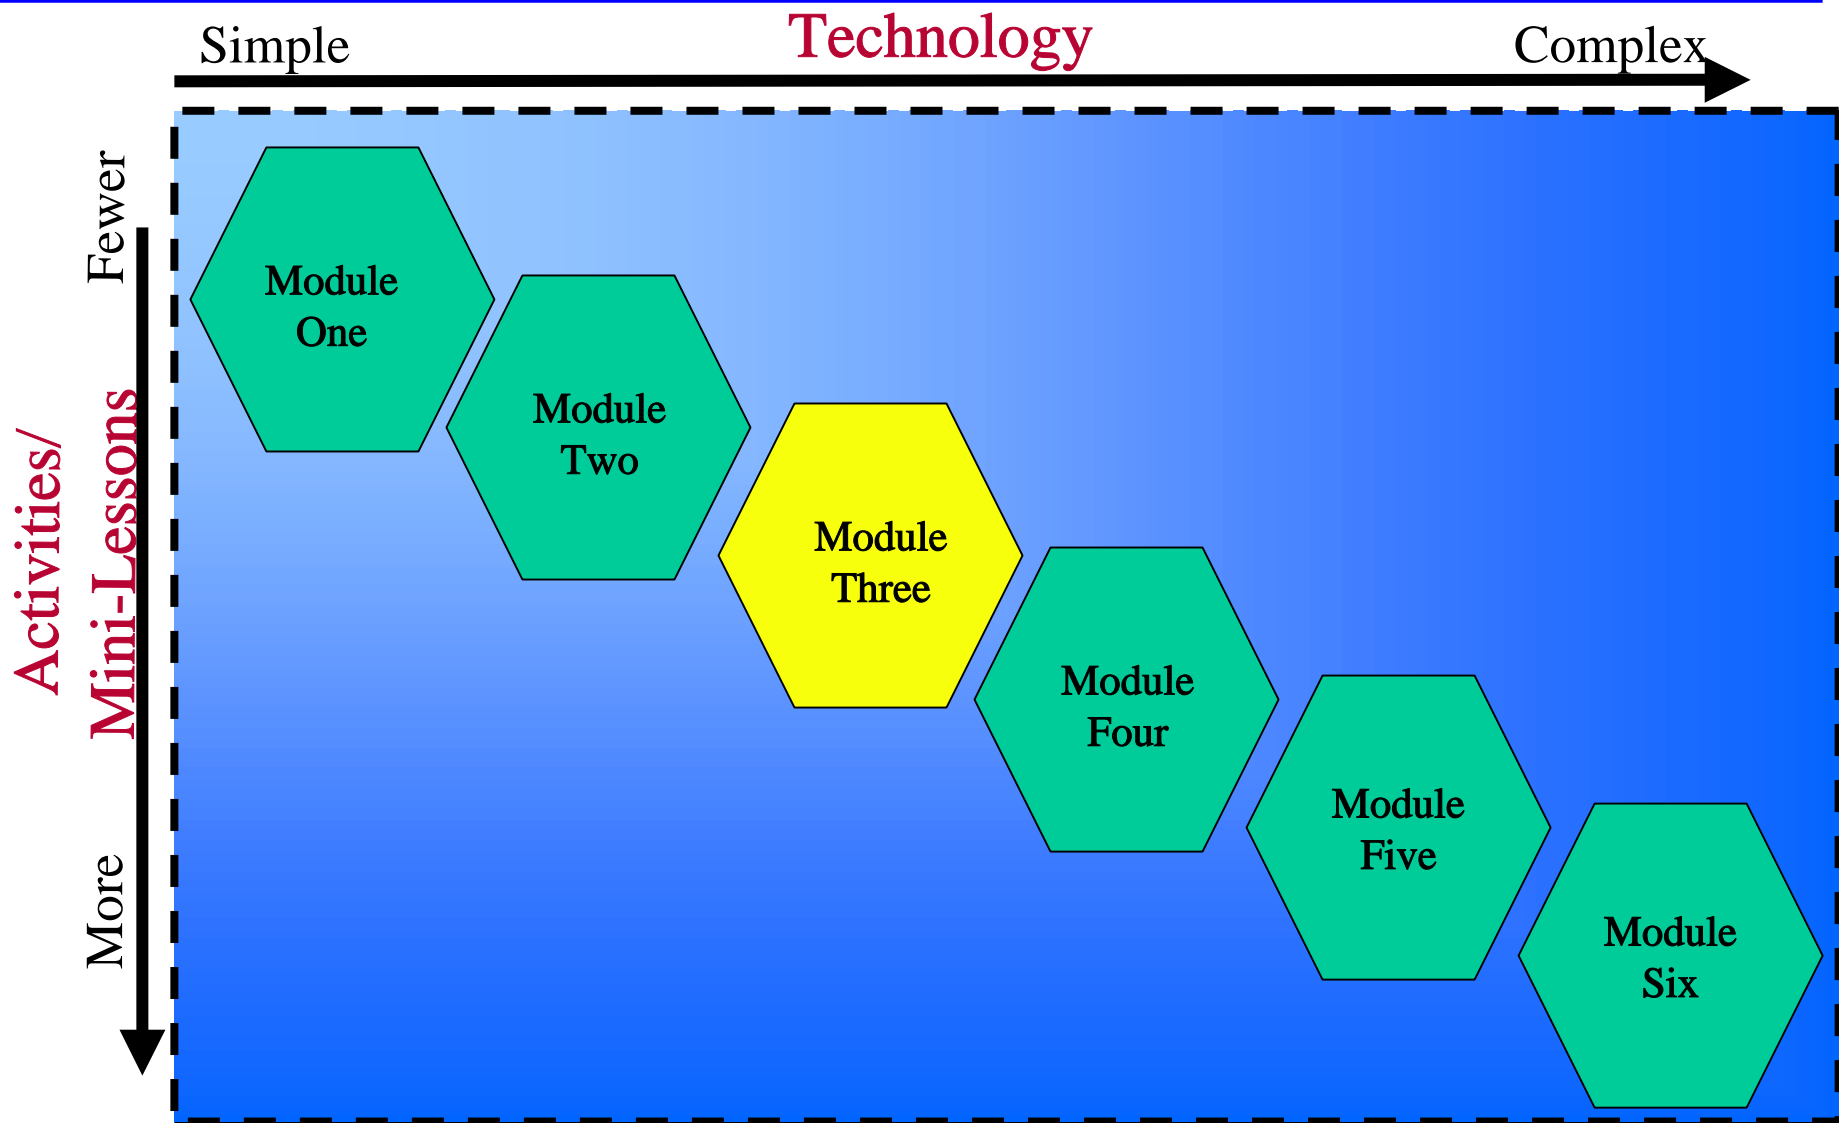 Technology
Simple
Complex
Fewer
Activities/
Mini-Lessons
More
Module
One
Module
Two
Module
Three
Module
Four
Module
Five
Module
Six